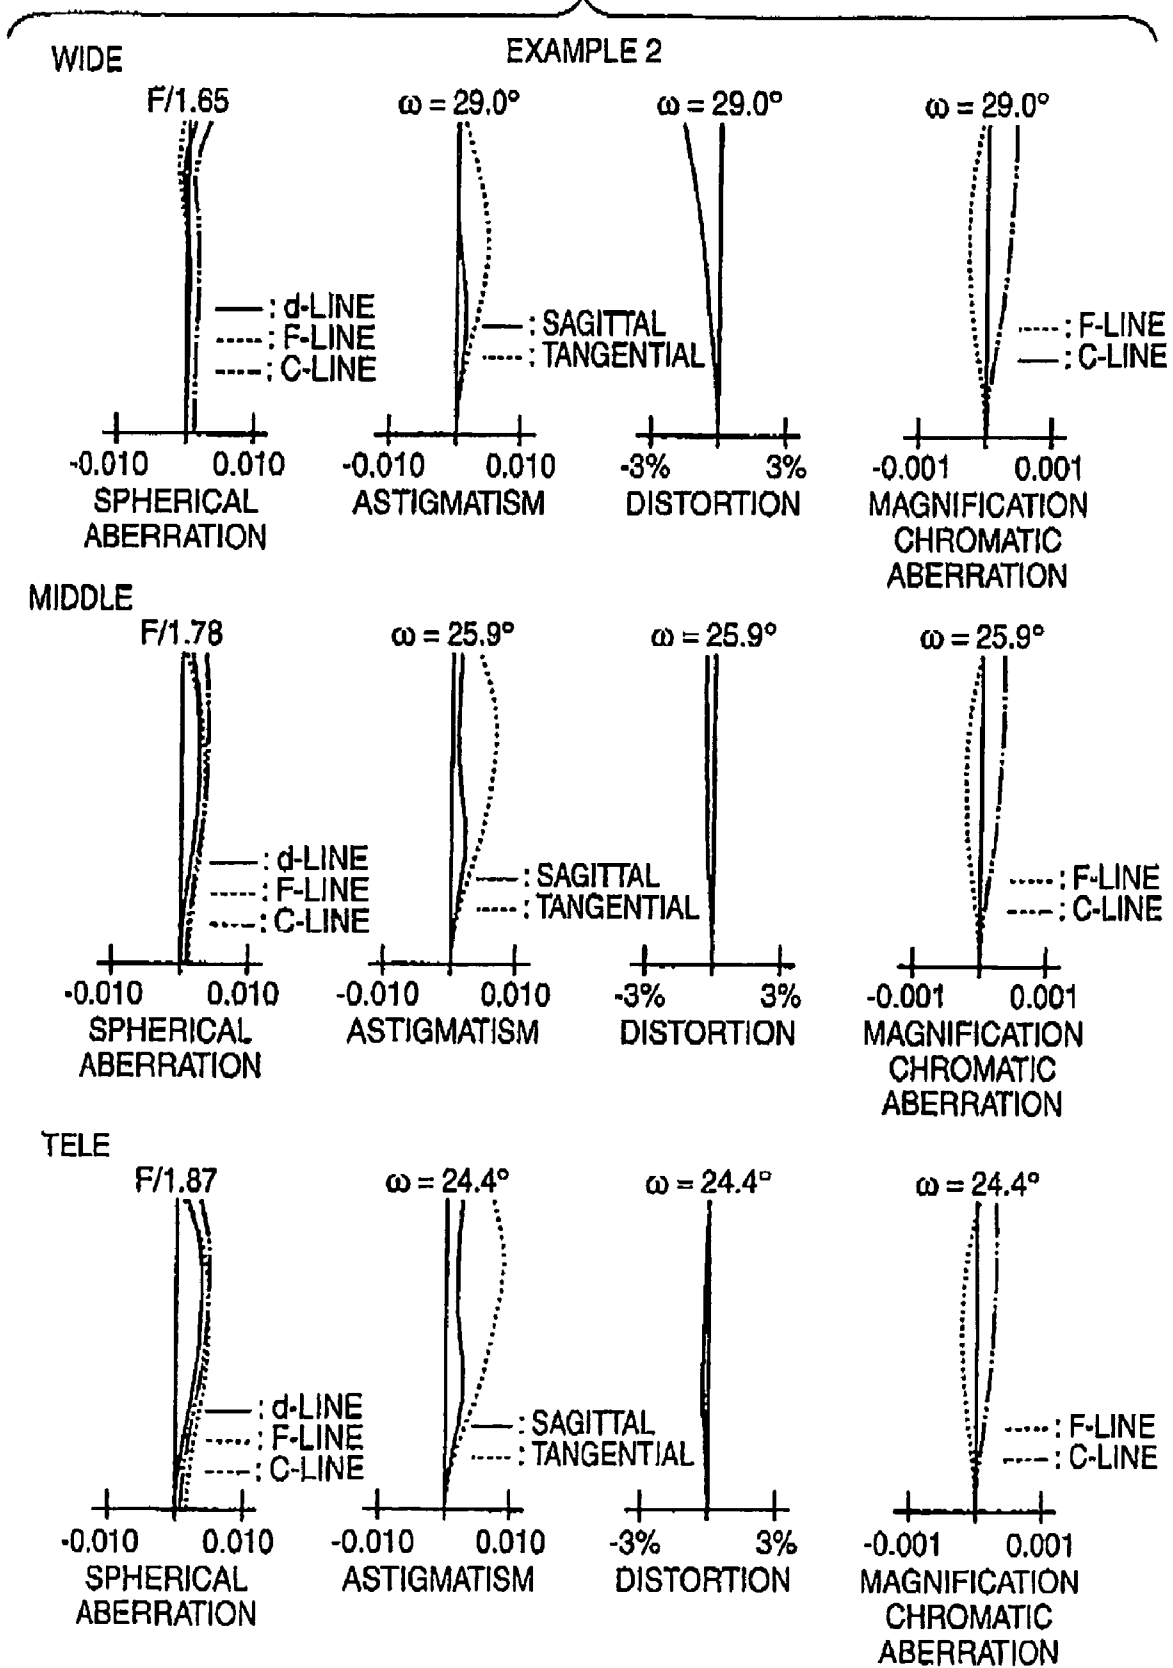 EXAMPLE 2
WIDE
F/1.65
ω = 29.0°
ω = 29.0°
ω = 29.0°
: d-LINE
: F-LINE
: C-LINE
: SAGITTAL
: TANGENTIAL
: F-LINE
: C-LINE
-0.010 0.010
SPHERICAL
ABERRATION
-0.010 0.010
ASTIGMATISM
-3% 3%
DISTORTION
-0.001 0.001
MAGNIFICATION
CHROMATIC
ABERRATION
MIDDLE
F/1.78
ω = 25.9°
ω = 25.9°
ω = 25.9°
: d-LINE
: F-LINE
: C-LINE
: SAGITTAL
: TANGENTIAL
: F-LINE
: C-LINE
-0.010 0.010
SPHERICAL
ABERRATION
-0.010 0.010
ASTIGMATISM
-3% 3%
DISTORTION
-0.001 0.001
MAGNIFICATION
CHROMATIC
ABERRATION
TELE
F/1.87
ω = 24.4°
ω = 24.4°
ω = 24.4°
: d-LINE
: F-LINE
: C-LINE
: SAGITTAL
: TANGENTIAL
: F-LINE
: C-LINE
-0.010 0.010
SPHERICAL
ABERRATION
-0.010 0.010
ASTIGMATISM
-3% 3%
DISTORTION
-0.001 0.001
MAGNIFICATION
CHROMATIC
ABERRATION